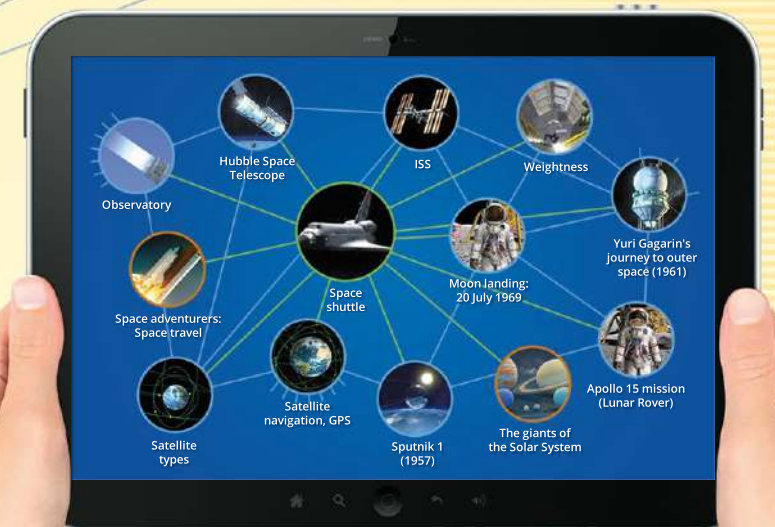 Hubble Space
Telescope
ISS
Weightness
Observatory
Yuri Gagarin's
journey to outer
space (1961)
Space
shuttle
Moon landing:
20 July 1969
Space adventurers:
Space travel
Satellite
navigation, GPS
Apollo 15 mission
(Lunar Rover)
Satellite
types
Sputnik 1
(1957)
The giants of
the Solar System